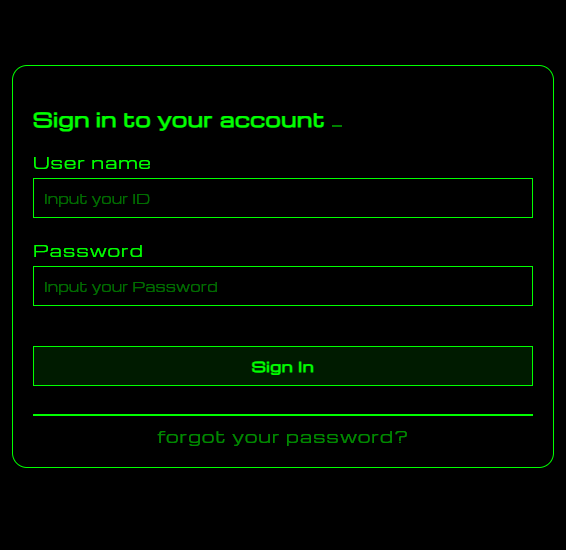 Sign in to your account _
User name
Input your ID
Password
Input your Password
Sign In
forgot your password?